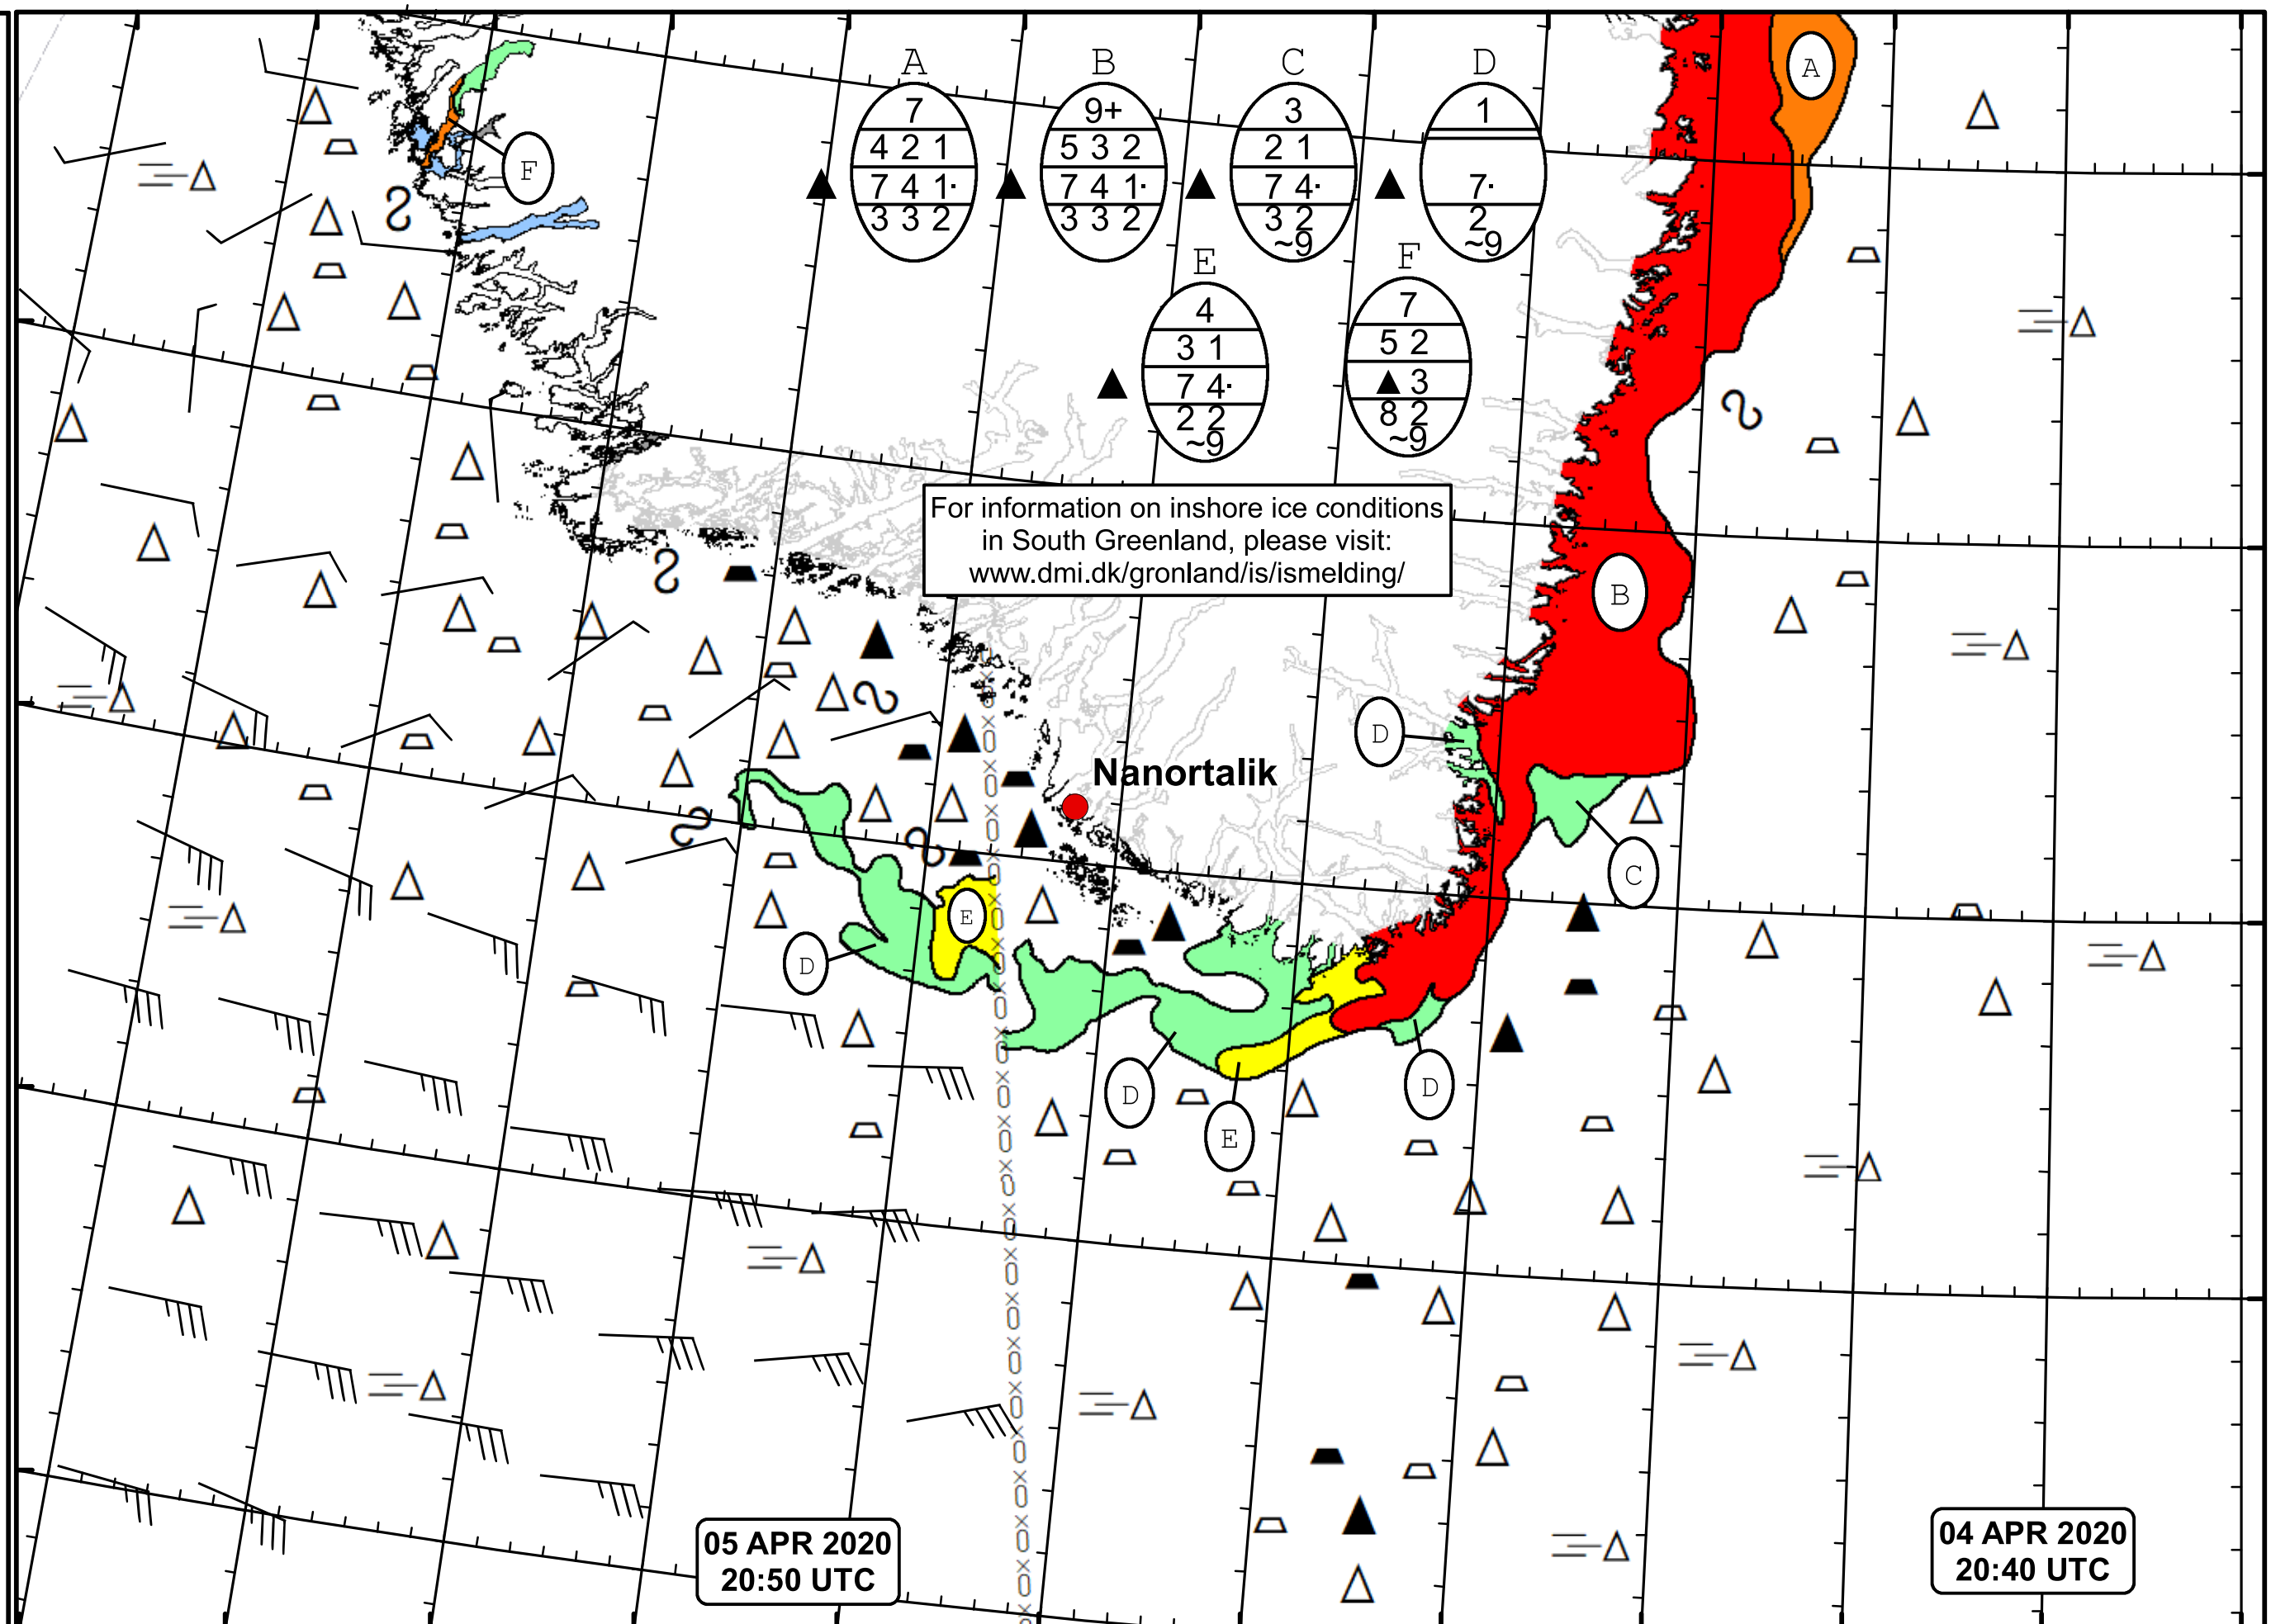 A B C D
7 9+ 3 1
4 2 1 5 3 2 2 1
7 4 1· 7 4 1· 7 4· 7·
3 3 2 3 3 2 3 2 2
~9 ~9
E F
4 7
3 1 5 2
7 4· ▲ 3
2 2 8 2
~9 ~9
A
F
For information on inshore ice conditions
in South Greenland, please visit:
www.dmi.dk/gronland/is/ismelding/
B
D
Nanortalik
C
E
D
D
D
E
05 APR 2020
20:50 UTC
04 APR 2020
20:40 UTC